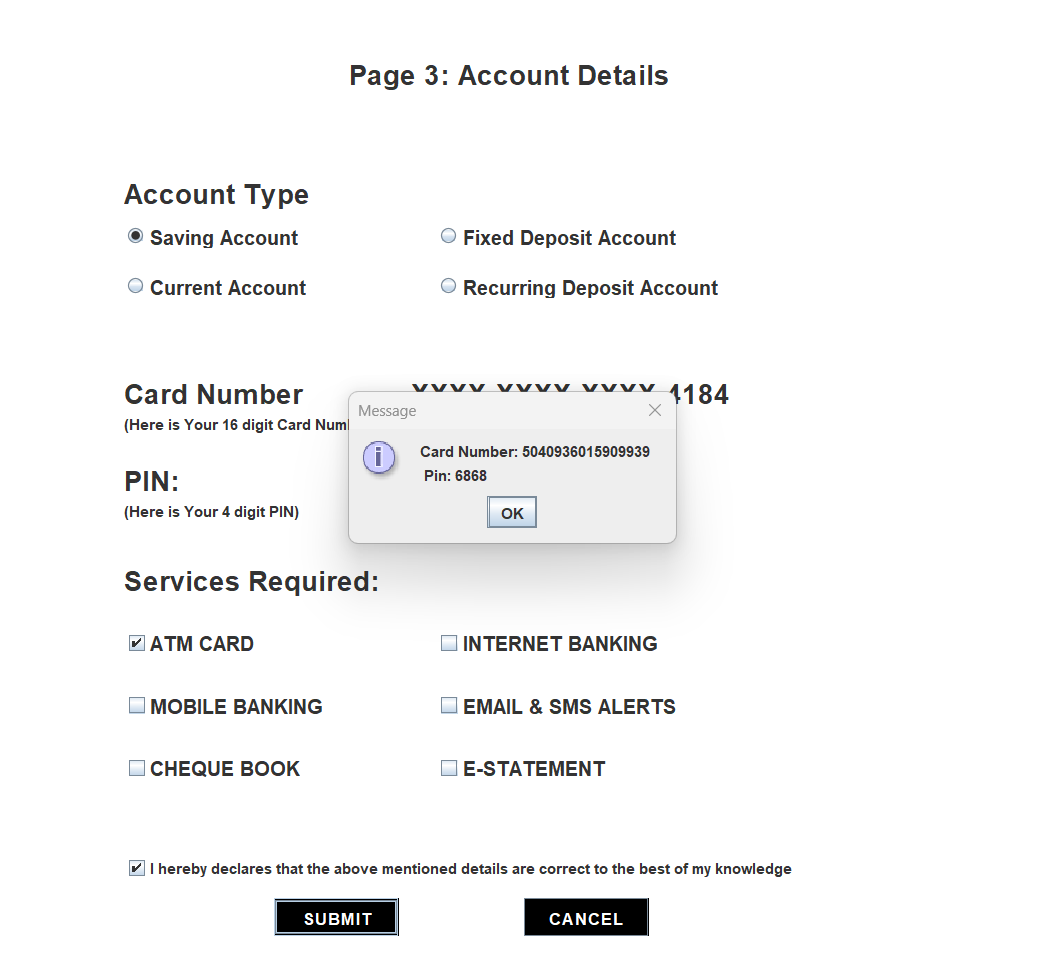 Page 3: Account Details
Account Type
Saving Account
Fixed Deposit Account
Current Account
Recurring Deposit Account
Card Number
XXXX XXXX XXXX 4184
(Here is Your 16 digit Card
Message
Card Number: 5040936015909939
Pin: 6868
OK
PIN:
(Here is Your 4 digit PIN)
Services Required:
ATM CARD
INTERNET BANKING
MOBILE BANKING
EMAIL & SMS ALERTS
CHEQUE BOOK
E-STATEMENT
I hereby declares that the above mentioned details are correct to the best of my knowledge
SUBMIT
CANCEL